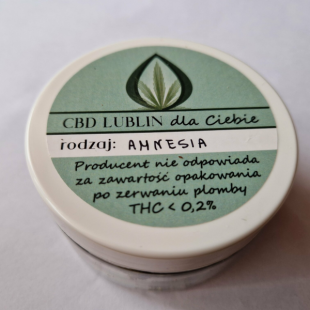 CBD LUBLIN dla Ciebie
rodzaj: AMNESIA
Producent nie odpowiada
za zawartość opakowania
po zerwaniu plomby
THC < 0,2%